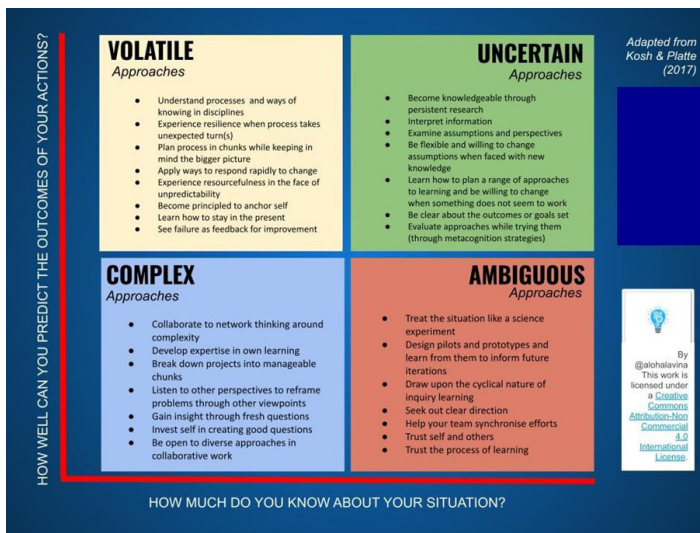 HOW WELL CAN YOU PREDICT THE OUTCOMES OF YOUR ACTIONS?
VOLATILE
Approaches
● Understand processes and ways of
knowing in disciplines
● Experience resilience when process takes
unexpected turn(s)
● Plan process in chunks while keeping in
mind the bigger picture
● Apply ways to respond rapidly to change
● Experience resourcefulness in the face of
unpredictability
● Become principled to anchor self
● Learn how to stay in the present
● See failure as feedback for improvement
UNCERTAIN
Approaches
● Become knowledgeable through
persistent research
● Interpret information
● Examine assumptions and perspectives
● Be flexible and willing to change
assumptions when faced with new
knowledge
● Learn how to plan a range of approaches
to learning and be willing to change
when something does not seem to work
● Be clear about the outcomes or goals set
● Evaluate approaches while trying them
(through metacognition strategies)
COMPLEX
Approaches
● Collaborate to network thinking around
complexity
● Develop expertise in own learning
● Break down projects into manageable
chunks
● Listen to other perspectives to reframe
problems through other viewpoints
● Gain insight through fresh questions
● Invest self in creating good questions
● Be open to diverse approaches in
collaborative work
AMBIGUOUS
Approaches
● Treat the situation like a science
experiment
● Design pilots and prototypes and
learn from them to inform future
iterations
● Draw upon the cyclical nature of
inquiry learning
● Seek out clear direction
● Help your team synchronise efforts
● Trust self and others
● Trust the process of learning
HOW MUCH DO YOU KNOW ABOUT YOUR SITUATION?
Adapted from
Kosh & Platte
(2017)
By
@alohalavina
This work is
licensed under
a Creative
Commons
Attribution-Non
Commercial
4.0
International
License.